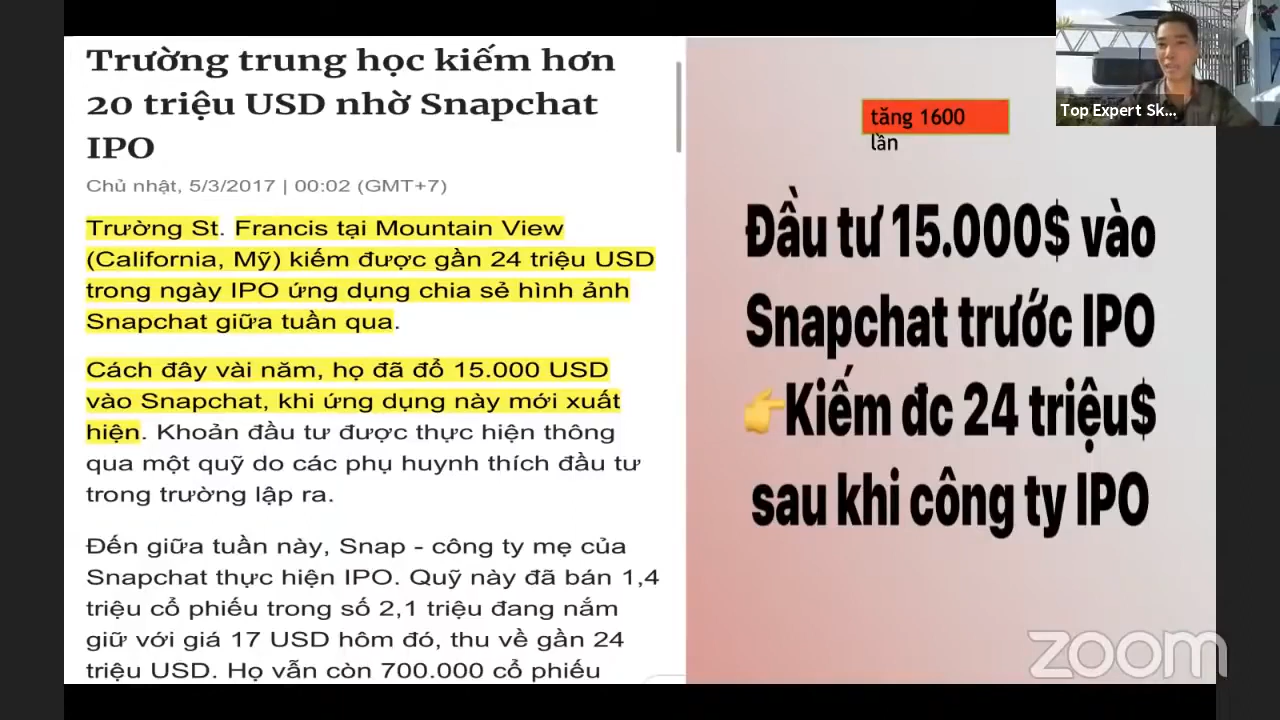 Trường trung học kiếm hơn
20 triệu USD nhờ Snapchat
IPO
Chủ nhật, 5/3/2017 | 00:02 (GMT+7)
Trường St. Francis tại Mountain View
(California, Mỹ) kiếm được gần 24 triệu USD
trong ngày IPO ứng dụng chia sẻ hình ảnh
Snapchat giữa tuần qua.
Cách đây vài năm, họ đã đổ 15.000 USD
vào Snapchat, khi ứng dụng này mới xuất
hiện. Khoản đầu tư được thực hiện thông
qua một quỹ do các phụ huynh thích đầu tư
trong trường lập ra.
Đến giữa tuần này, Snap - công ty mẹ của
Snapchat thực hiện IPO. Quỹ này đã bán 1,4
triệu cổ phiếu trong số 2,1 triệu đang nắm
giữ với giá 17 USD hôm đó, thu về gần 24
triệu USD. Họ vẫn còn 700.000 cổ phiếu
tăng 1600
lần
Đầu tư 15.000$ vào
Snapchat trước IPO
👉Kiếm đc 24 triệu$
sau khi công ty IPO
Top Expert Sk...
zoom